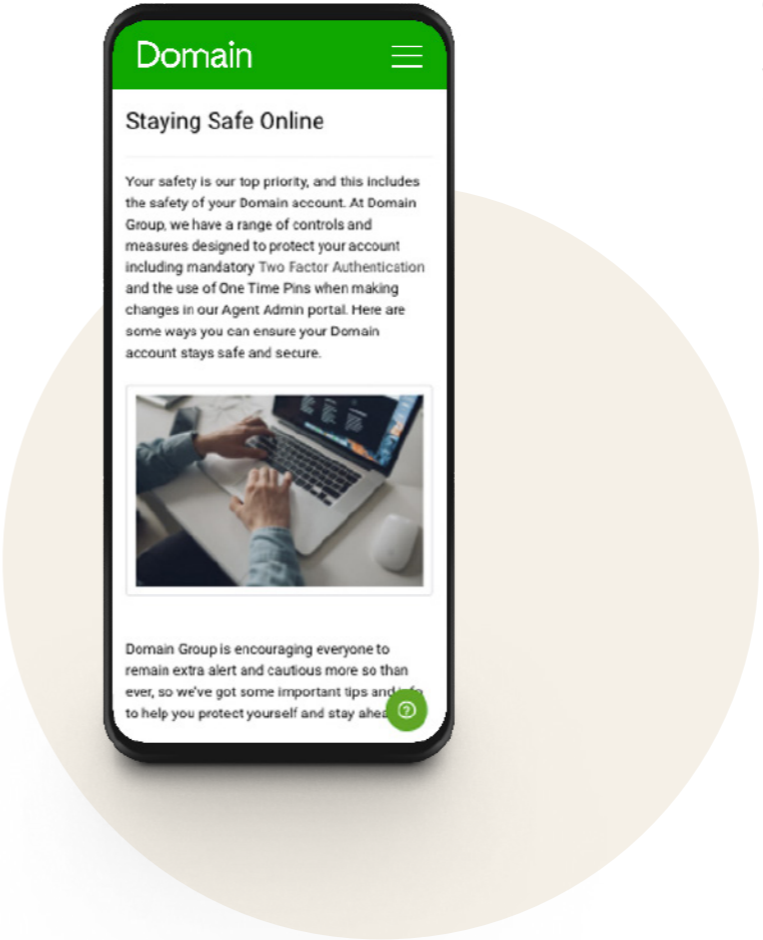 Domain
Staying Safe Online
Your safety is our top priority, and this includes
the safety of your Domain account. At Domain
Group, we have a range of controls and
measures designed to protect your account
including mandatory Two Factor Authentication
and the use of One Time Pins when making
changes in our Agent Admin portal. Here are
some ways you can ensure your Domain
account stays safe and secure.
Domain Group is encouraging everyone to
remain extra alert and cautious more so than
ever, so we've got some important tips and
to help you protect yourself and stay
?